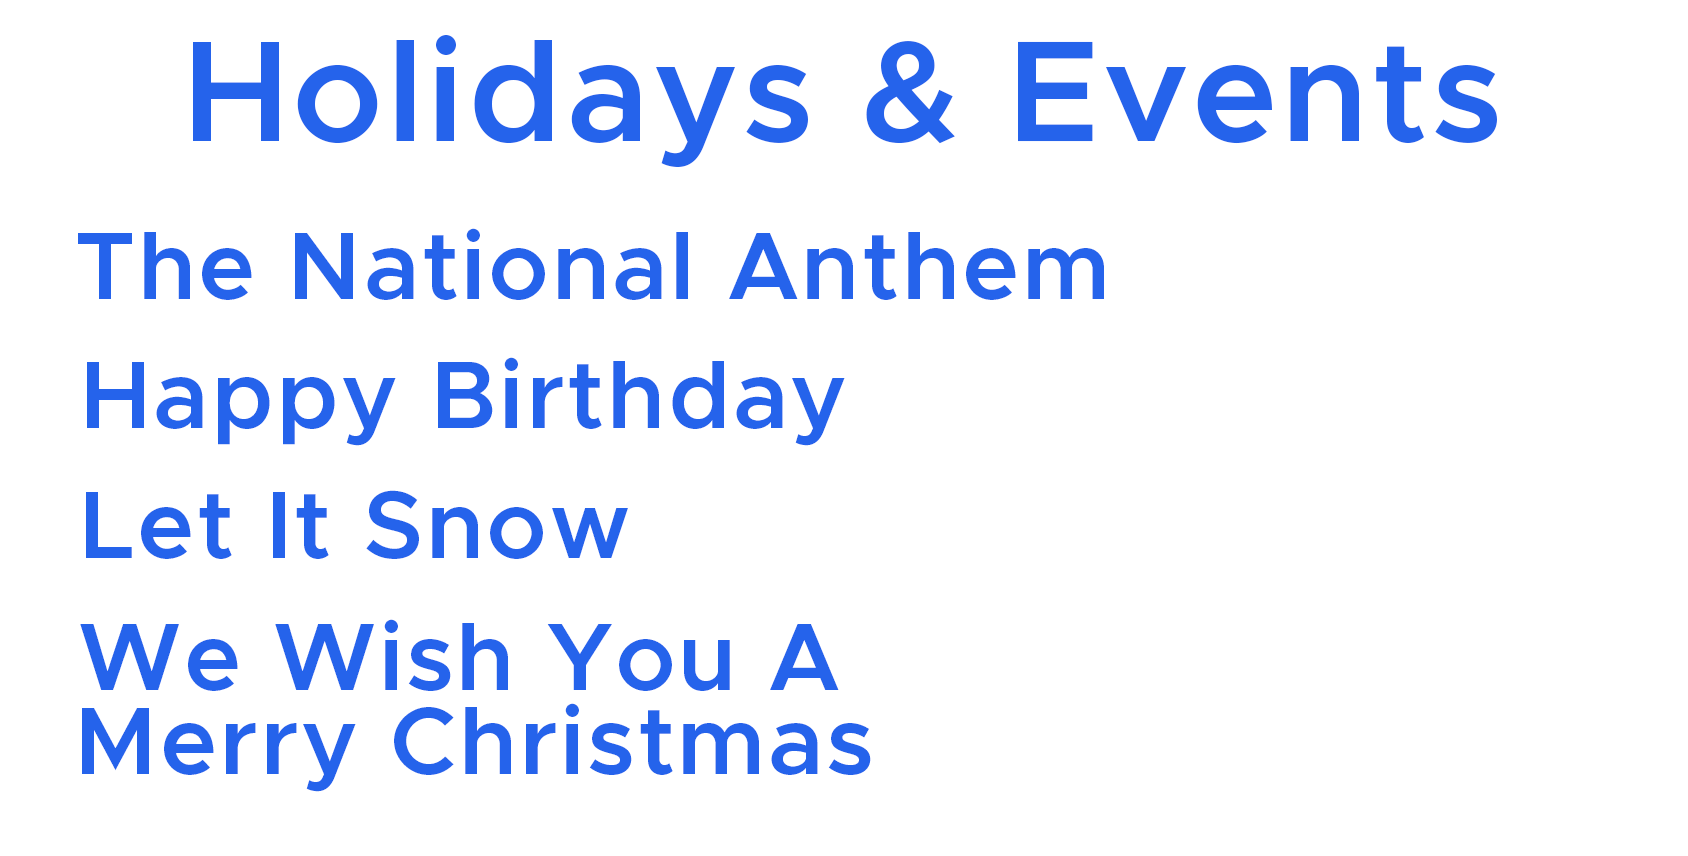 Holidays & Events
The National Anthem
Happy Birthday
Let It Snow
We Wish You A
Merry Christmas